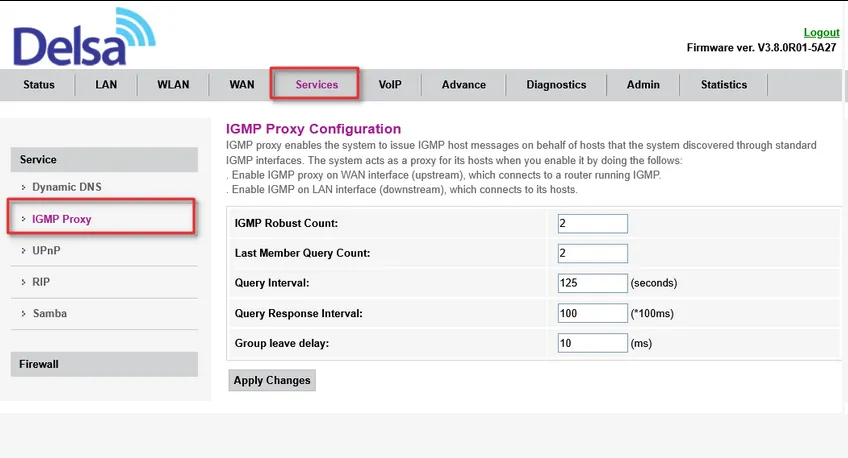 Delsa
Logout
Firmware ver. V3.8.0R01-5A27
Status LAN WLAN WAN Services VoIP Advance Diagnostics Admin Statistics
Service
Dynamic DNS
IGMP Proxy
UPnP
RIP
Samba
Firewall
IGMP Proxy Configuration
IGMP proxy enables the system to issue IGMP host messages on behalf of hosts that the system discovered through standard
IGMP interfaces. The system acts as a proxy for its hosts when you enable it by doing the follows:
. Enable IGMP proxy on WAN interface (upstream), which connects to a router running IGMP.
. Enable IGMP on LAN interface (downstream), which connects to its hosts.
IGMP Robust Count: 2
Last Member Query Count: 2
Query Interval: 125 (seconds)
Query Response Interval: 100 (*100ms)
Group leave delay: 10 (ms)
Apply Changes